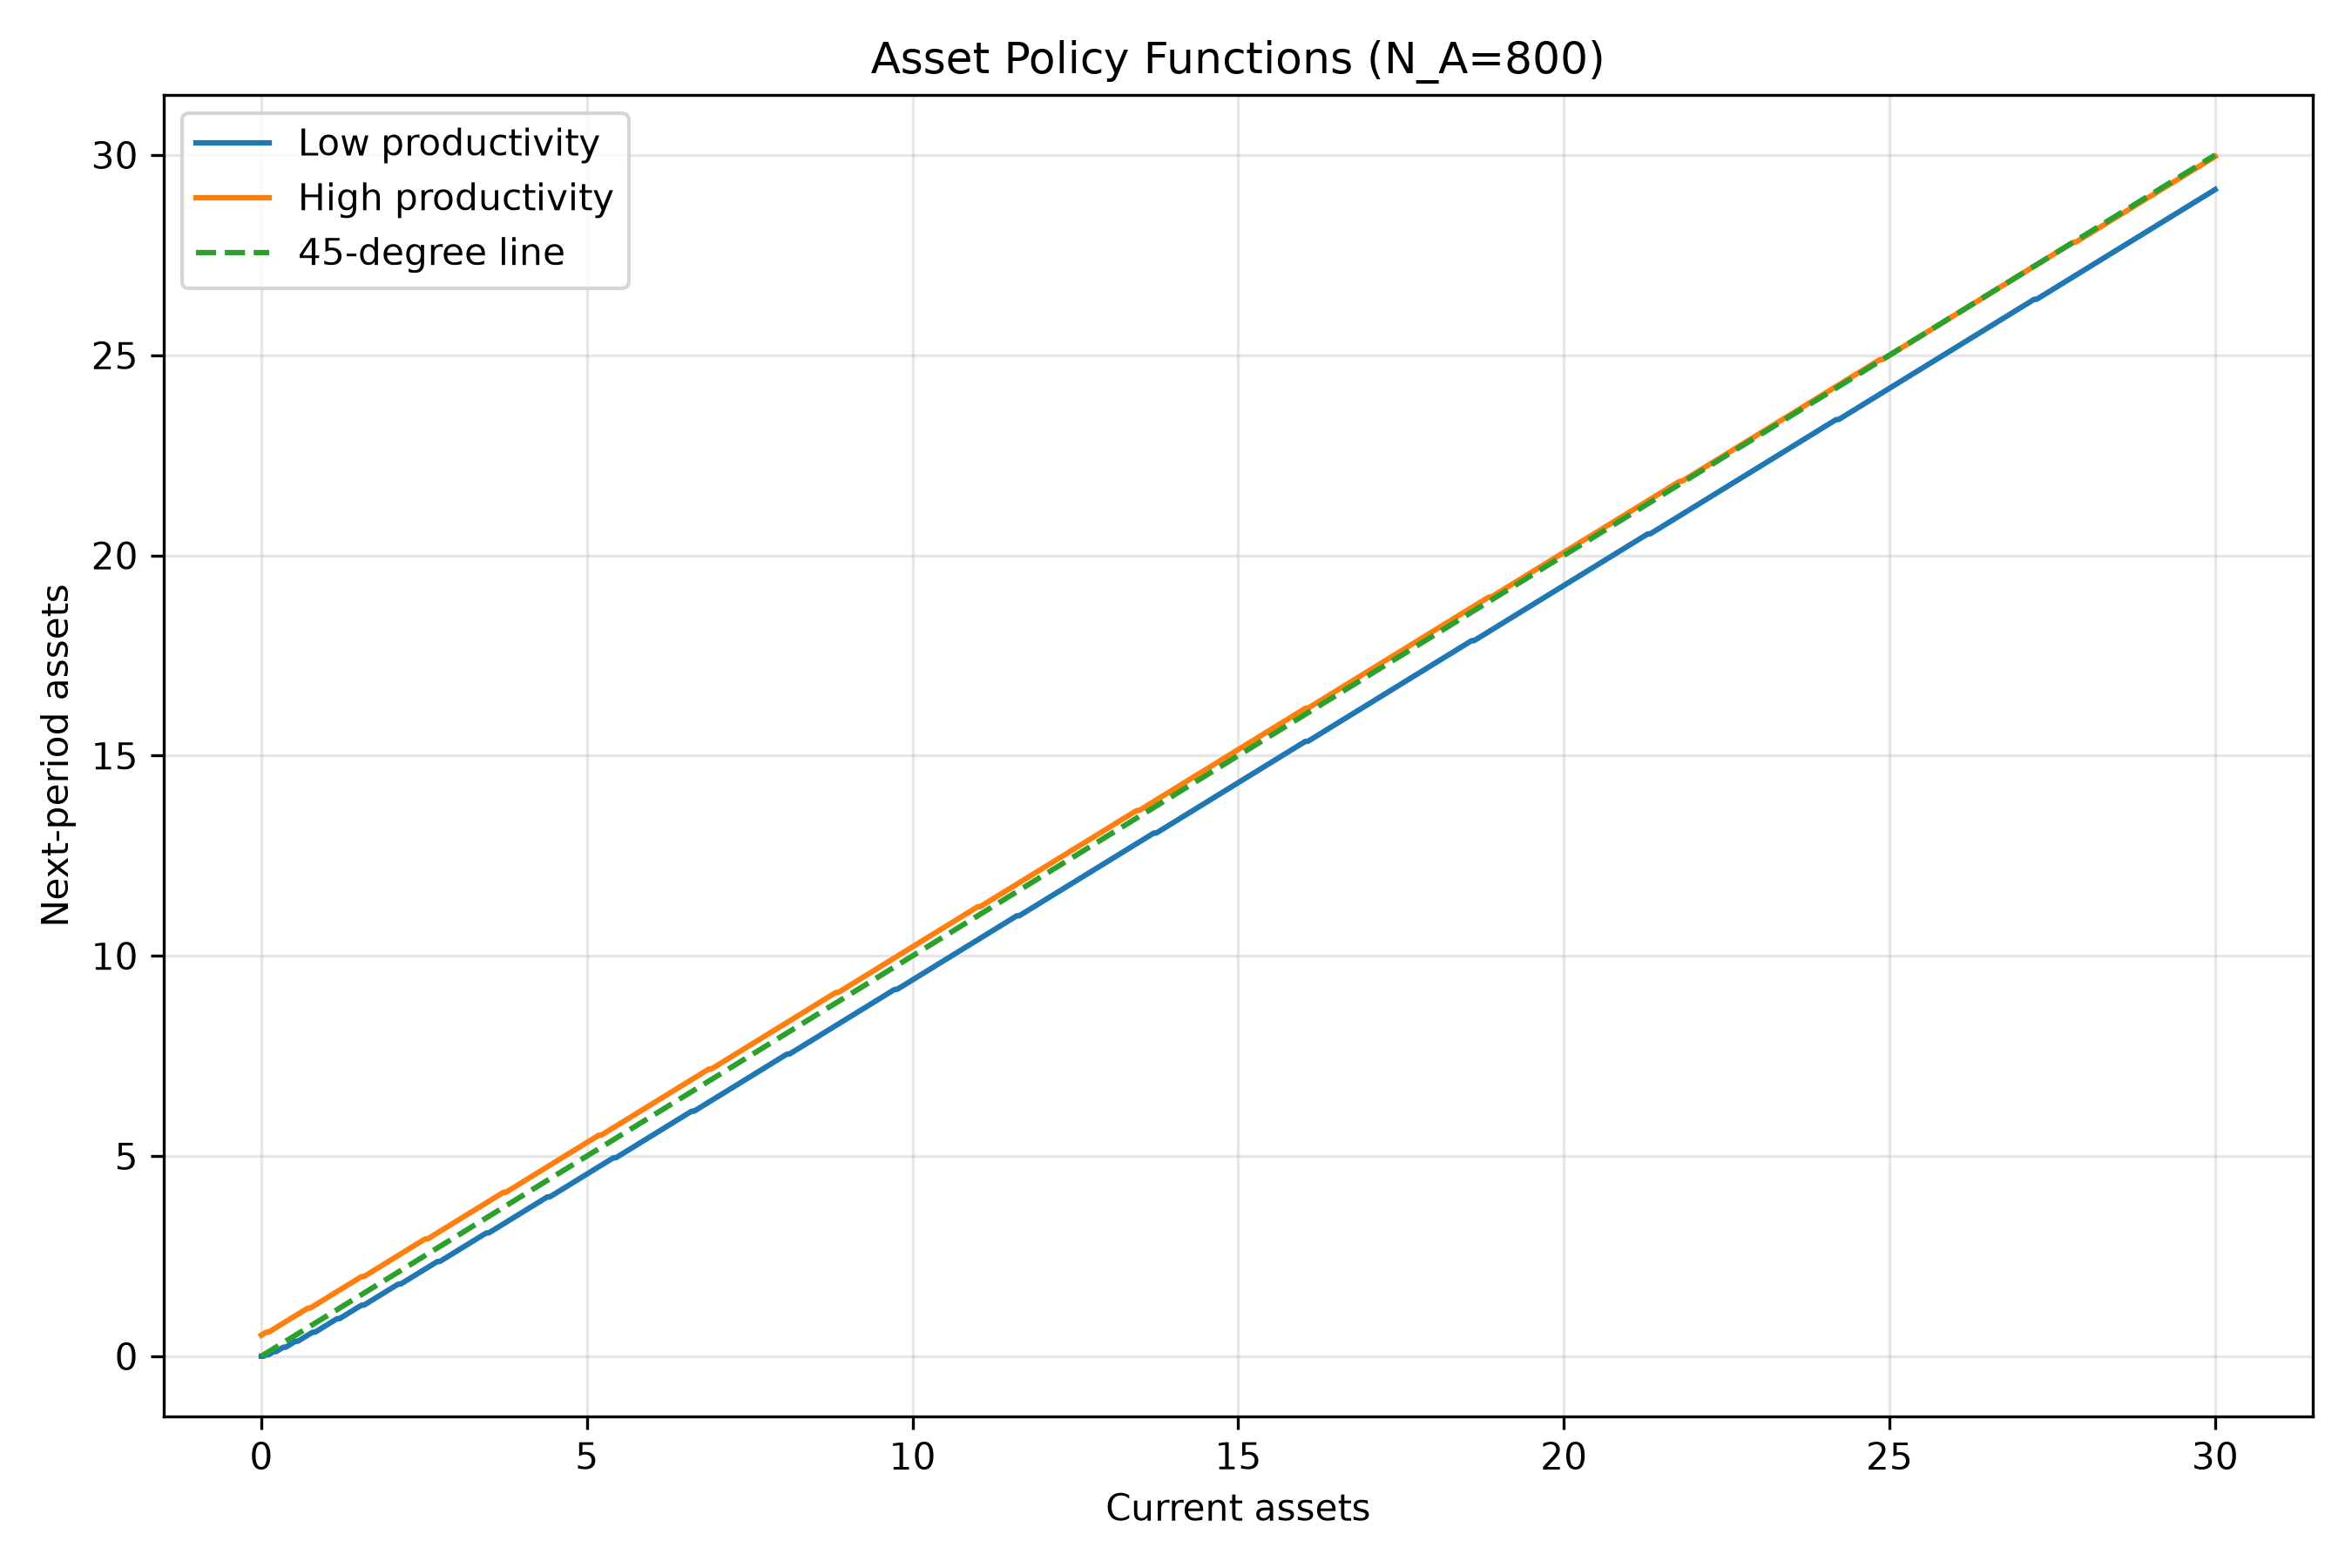 Asset Policy Functions (N_A=800)
Low productivity
High productivity
45-degree line
30
25
20
15
10
5
0
Next-period assets
0 5 10 15 20 25 30
Current assets